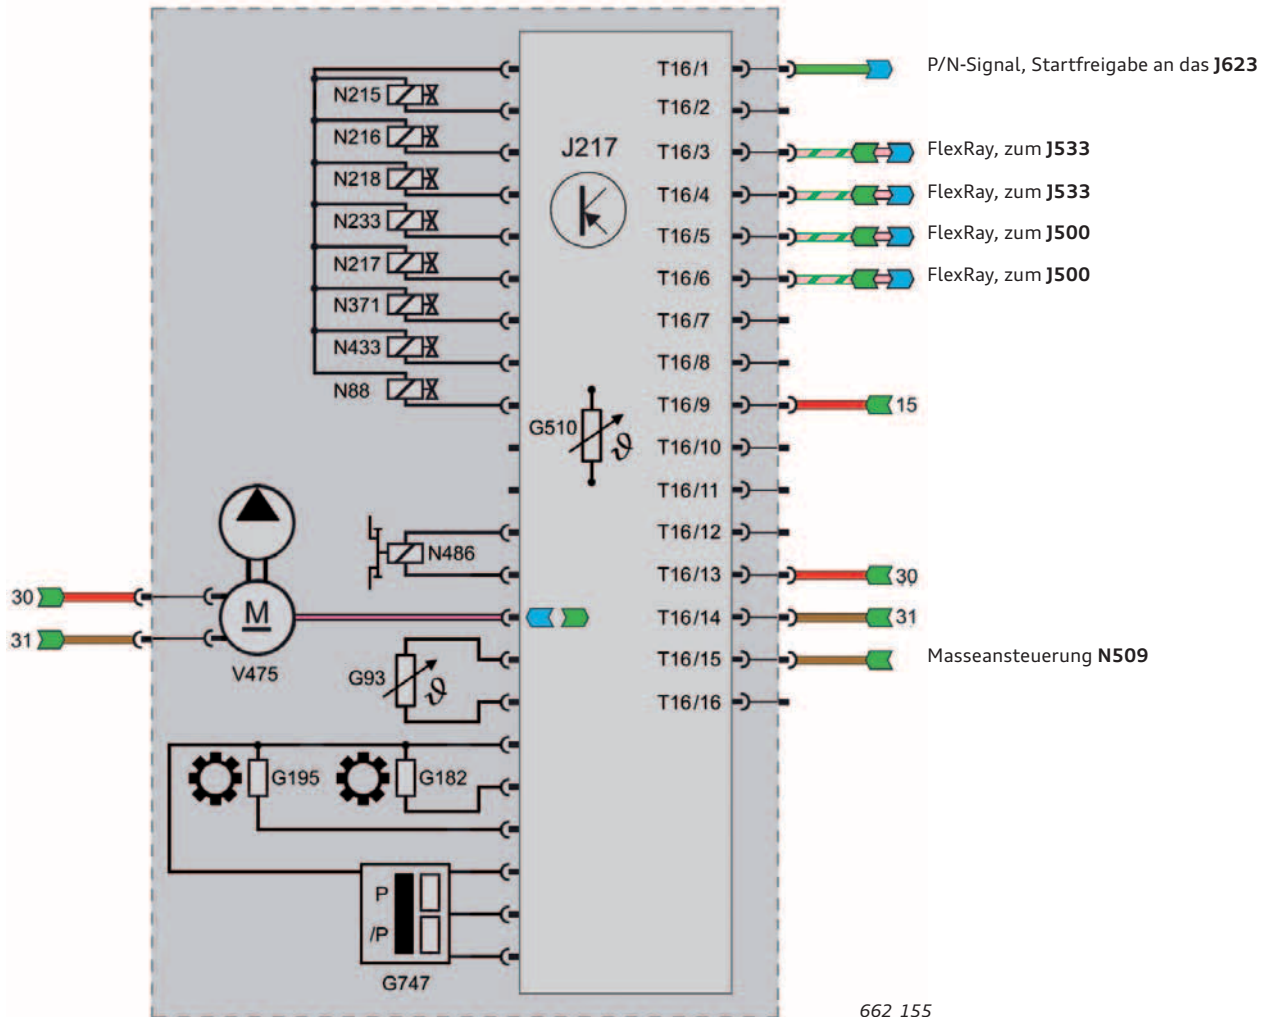 T16/1 P/N-Signal, Startfreigabe an das J623
N215
T16/2
N216
J217
T16/3 FlexRay, zum J533
N218
T16/4 FlexRay, zum J533
N233
T16/5 FlexRay, zum J500
N217
T16/6 FlexRay, zum J500
N371
T16/7
N433
T16/8
N88
T16/9 15
G510 ϑ
T16/10
T16/11
T16/12
N486
T16/13 30
30
M
T16/14 31
31
V475
G93 ϑ
T16/15 Masseansteuerung N509
T16/16
G195
G182
P
/P
G747
662_155